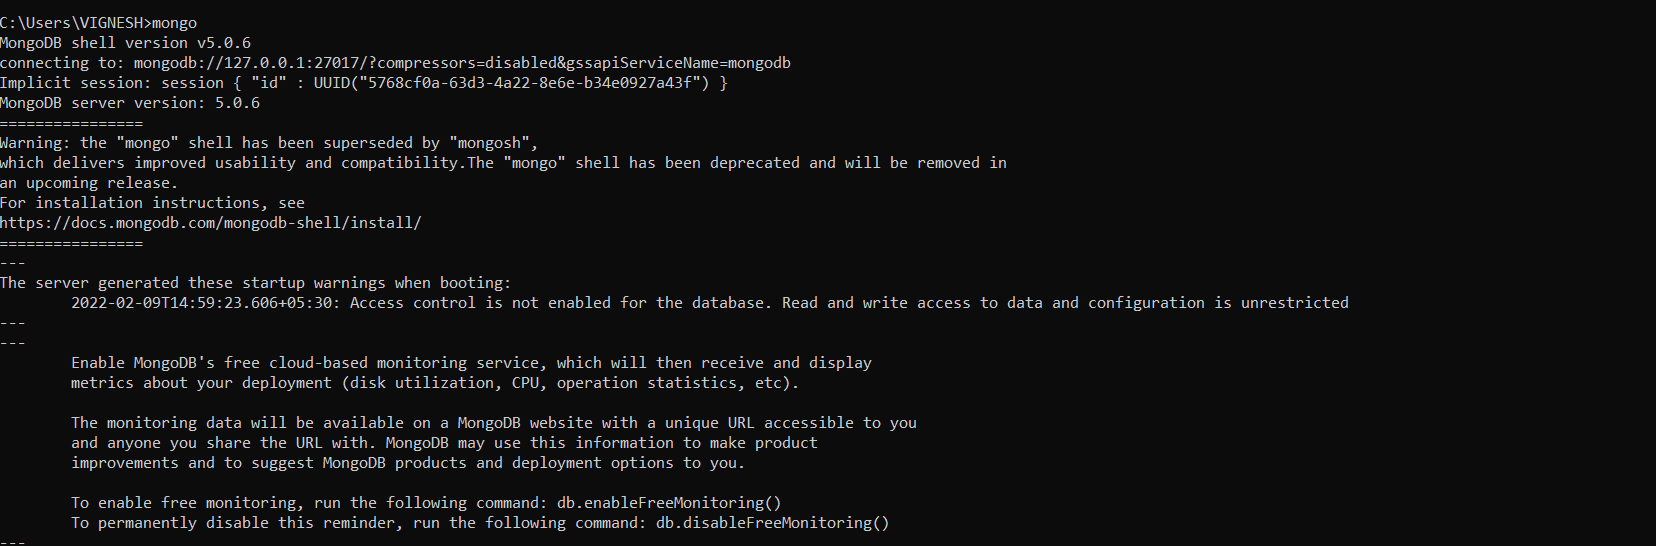 C:\Users\VIGNESH>mongo
MongoDB shell version v5.0.6
connecting to: mongodb://127.0.0.1:27017/?compressors=disabled&gssapiServiceName=mongodb
Implicit session: session { "id" : UUID("5768cf0a-63d3-4a22-8e6e-b34e0927a43f") }
MongoDB server version: 5.0.6
================
Warning: the "mongo" shell has been superseded by "mongosh",
which delivers improved usability and compatibility.The "mongo" shell has been deprecated and will be removed in
an upcoming release.
For installation instructions, see
https://docs.mongodb.com/mongodb-shell/install/
================
---
The server generated these startup warnings when booting:
        2022-02-09T14:59:23.606+05:30: Access control is not enabled for the database. Read and write access to data and configuration is unrestricted
---
---
        Enable MongoDB's free cloud-based monitoring service, which will then receive and display
        metrics about your deployment (disk utilization, CPU, operation statistics, etc).

        The monitoring data will be available on a MongoDB website with a unique URL accessible to you
        and anyone you share the URL with. MongoDB may use this information to make product
        improvements and to suggest MongoDB products and deployment options to you.

        To enable free monitoring, run the following command: db.enableFreeMonitoring()
        To permanently disable this reminder, run the following command: db.disableFreeMonitoring()
---